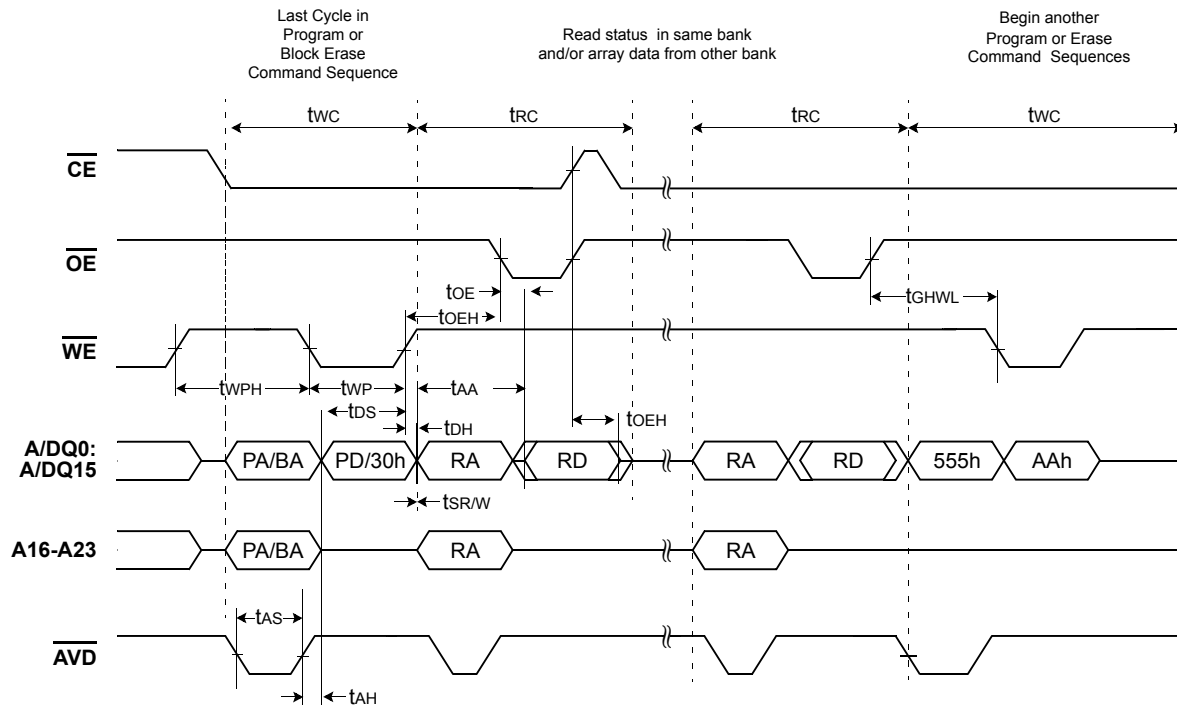 Last Cycle in
Program or
Block Erase
Command Sequence
Read status in same bank
and/or array data from other bank
Begin another
Program or Erase
Command Sequences
tWC
tRC
tRC
tWC
CE
OE
tOE
tOEH
tGHWL
WE
tWPH
tWP
tAA
tDS
tDH
tOEH
A/DQ0:
A/DQ15
PA/BA
PD/30h
RA
RD
RA
RD
555h
AAh
tSR/W
A16-A23
PA/BA
RA
RA
tAS
AVD
tAH